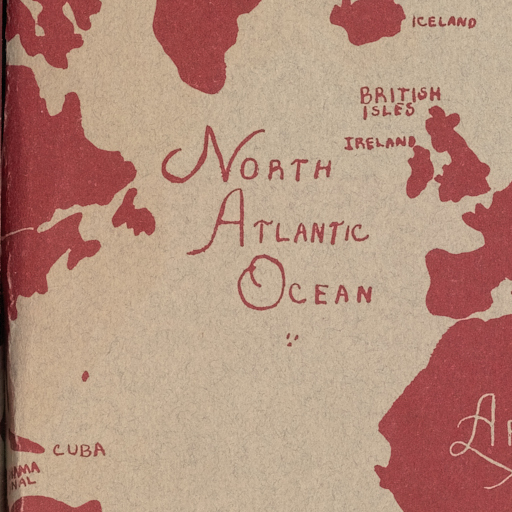 ICELAND
BRITISH
ISLES
IRELAND
NORTH
ATLANTIC
OCEAN
CUBA